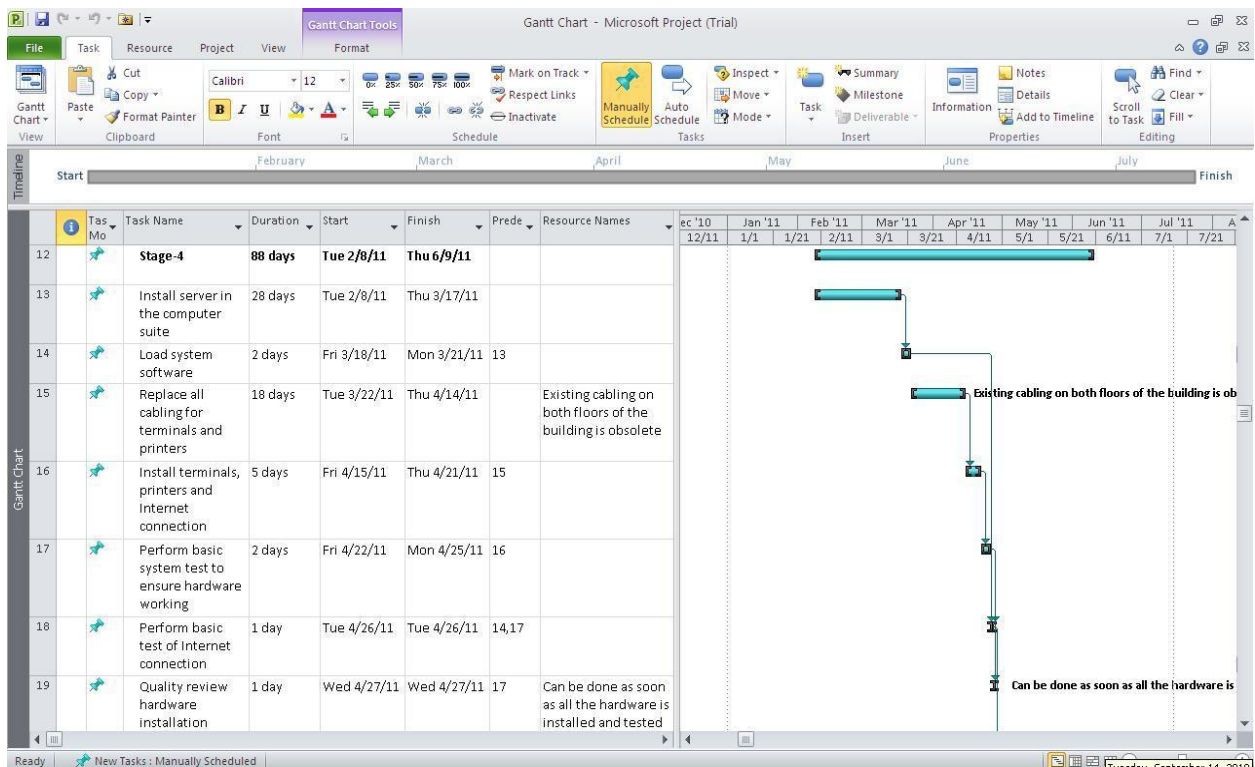 Gantt Chart Tools
Gantt Chart - Microsoft Project (Trial)
File Task Resource Project View Format
Gantt Chart
View
Paste
Cut
Copy
Format Painter
Clipboard
Calibri 12
B I U A
Font
0% 25% 50% 75% 100%
Mark on Track
Respect Links
Inactivate
Schedule
Manually Schedule
Auto Schedule
Inspect
Move
Mode
Tasks
Task
Summary
Milestone
Deliverable
Insert
Information
Notes
Details
Add to Timeline
Properties
Scroll to Task
Find
Clear
Fill
Editing
Timeline
February March April May June July
Start Finish
Gantt Chart
Tas Mo Task Name Duration Start Finish Prede Resource Names
ec '10 Jan '11 Feb '11 Mar '11 Apr '11 May '11 Jun '11 Jul '11 A
12/11 1/1 1/21 2/11 3/1 3/21 4/11 5/1 5/21 6/11 7/1 7/21
12 Stage-4 88 days Tue 2/8/11 Thu 6/9/11
13 Install server in 28 days Tue 2/8/11 Thu 3/17/11
the computer
suite
14 Load system 2 days Fri 3/18/11 Mon 3/21/11 13
software
15 Replace all 18 days Tue 3/22/11 Thu 4/14/11 Existing cabling on
cabling for both floors of the
terminals and building is obsolete
printers
Existing cabling on both floors of the building is ob
16 Install terminals, 5 days Fri 4/15/11 Thu 4/21/11 15
printers and
Internet
connection
17 Perform basic 2 days Fri 4/22/11 Mon 4/25/11 16
system test to
ensure hardware
working
18 Perform basic 1 day Tue 4/26/11 Tue 4/26/11 14,17
test of Internet
connection
19 Quality review 1 day Wed 4/27/11 Wed 4/27/11 17 Can be done as soon
hardware as all the hardware is
installation installed and tested
Can be done as soon as all the hardware is
Ready New Tasks : Manually Scheduled
Tuesday, September 14, 2010